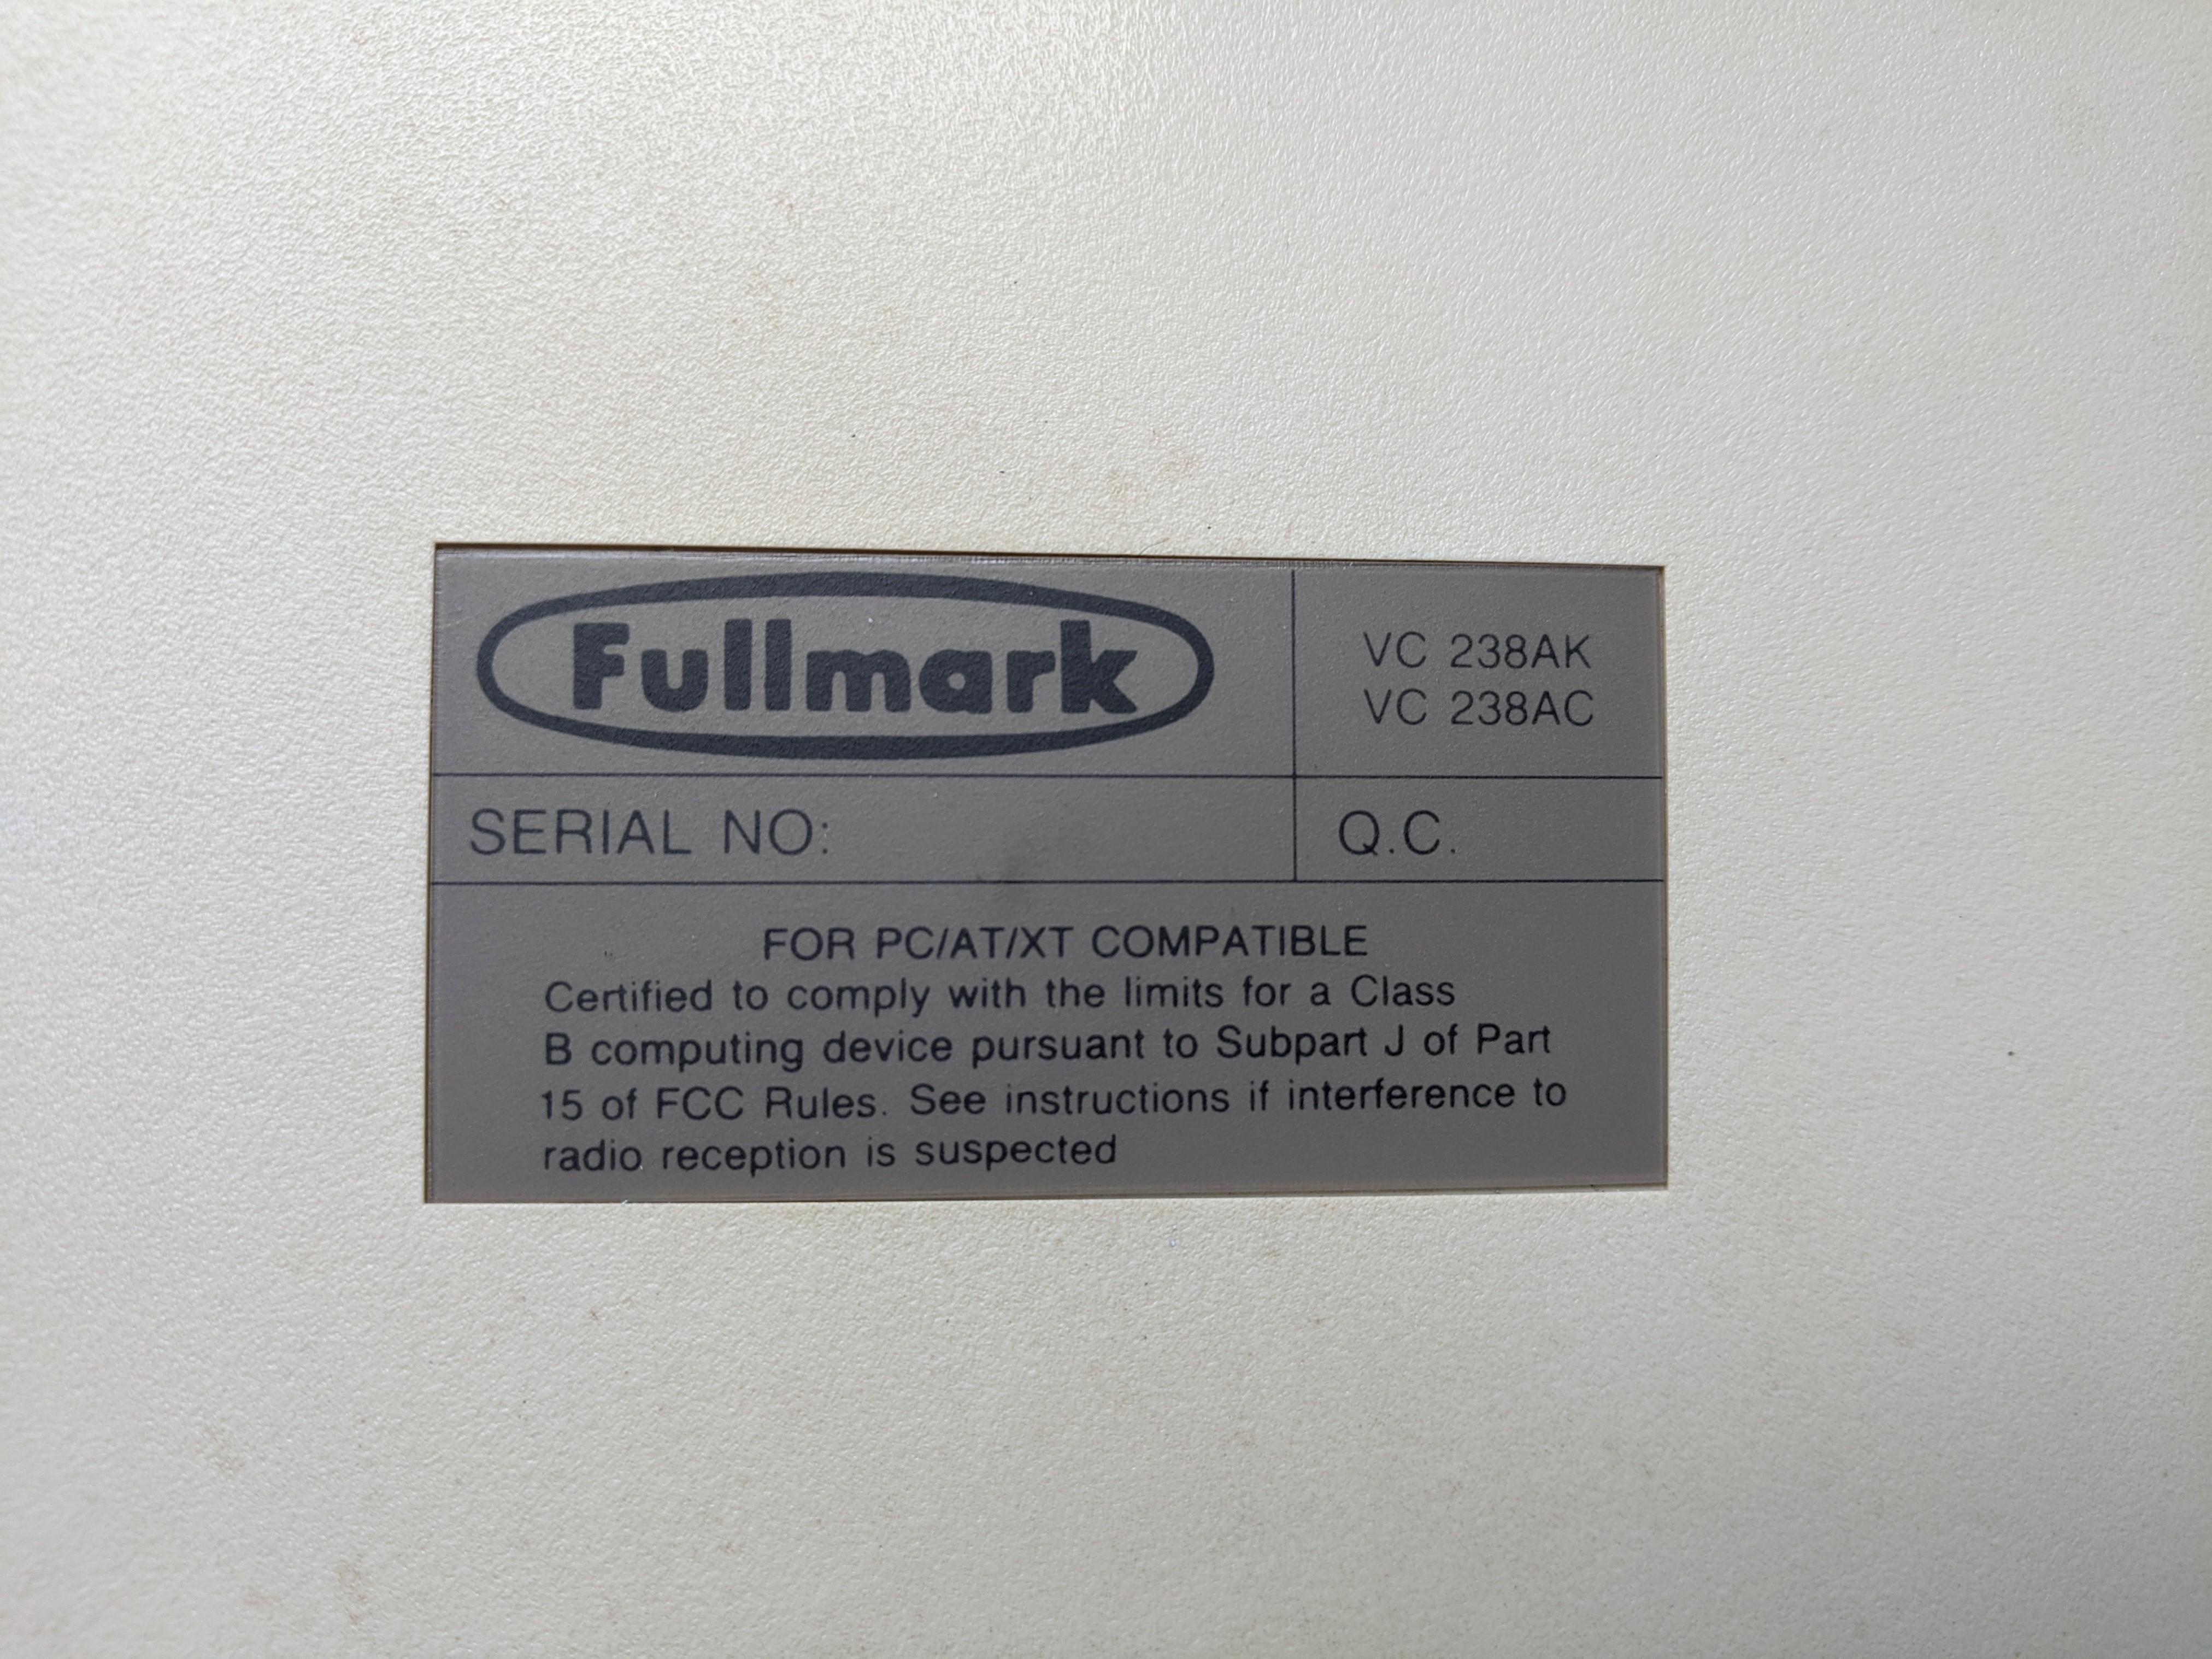 Fullmark
VC 238AK
VC 238AC
SERIAL NO:
Q.C.
FOR PC/AT/XT COMPATIBLE
Certified to comply with the limits for a Class
B computing device pursuant to Subpart J of Part
15 of FCC Rules. See instructions if interference to
radio reception is suspected